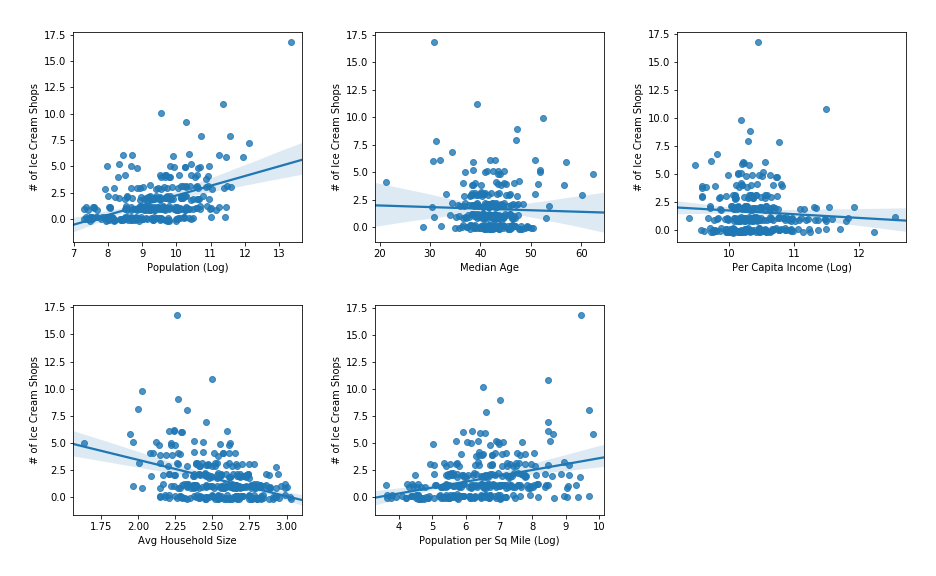 17.5
15.0
12.5
10.0
7.5
5.0
2.5
0.0
# of Ice Cream Shops
7 8 9 10 11 12 13
Population (Log)
17.5
15.0
12.5
10.0
7.5
5.0
2.5
0.0
# of Ice Cream Shops
20 30 40 50 60
Median Age
17.5
15.0
12.5
10.0
7.5
5.0
2.5
0.0
# of Ice Cream Shops
10 11 12
Per Capita Income (Log)
17.5
15.0
12.5
10.0
7.5
5.0
2.5
0.0
# of Ice Cream Shops
1.75 2.00 2.25 2.50 2.75 3.00
Avg Household Size
17.5
15.0
12.5
10.0
7.5
5.0
2.5
0.0
# of Ice Cream Shops
4 5 6 7 8 9 10
Population per Sq Mile (Log)